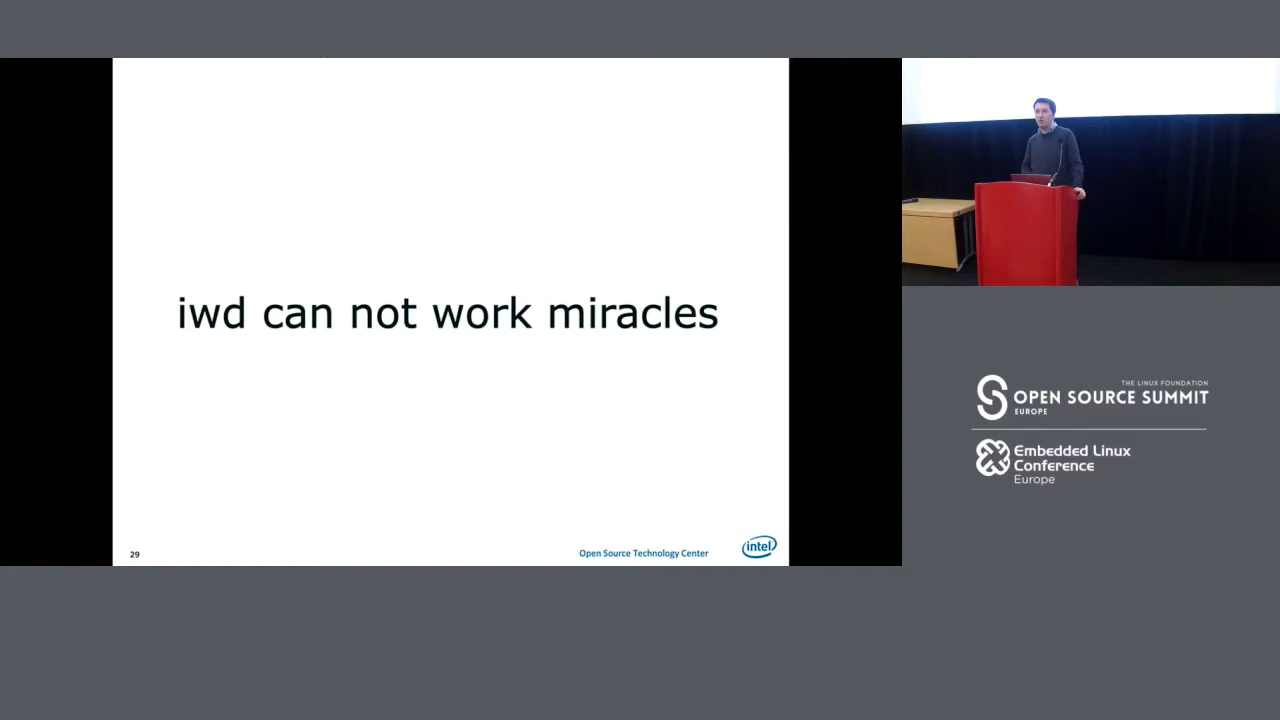 iwd can not work miracles
29
Open Source Technology Center
intel
THE LINUX FOUNDATION
OPEN SOURCE SUMMIT
EUROPE
Embedded Linux
Conference
Europe